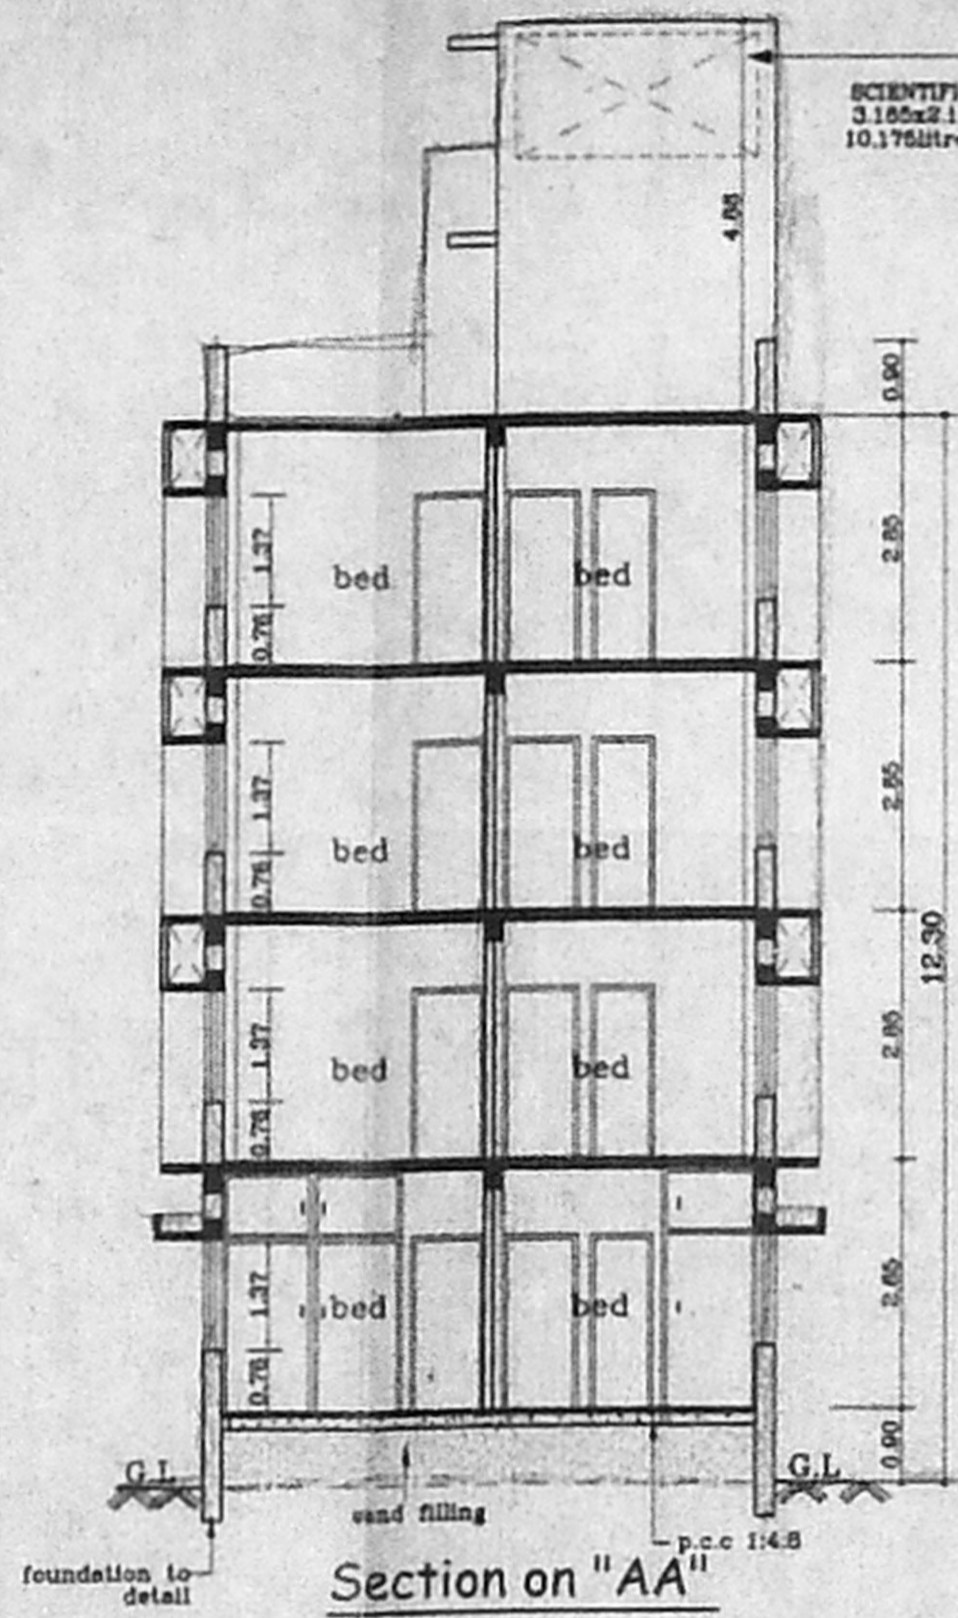 SCIENTIFI
3.185x2.1
10.175litre
4.88
0.90
2.85
1.37
0.76
bed
bed
2.85
1.37
0.76
bed
bed
12.30
2.85
1.37
0.76
bed
bed
2.85
1.37
0.76
bed
bed
0.90
G.L
G.L
sand filling
p.c.c 1:4:8
foundation to
detail
Section on "AA"